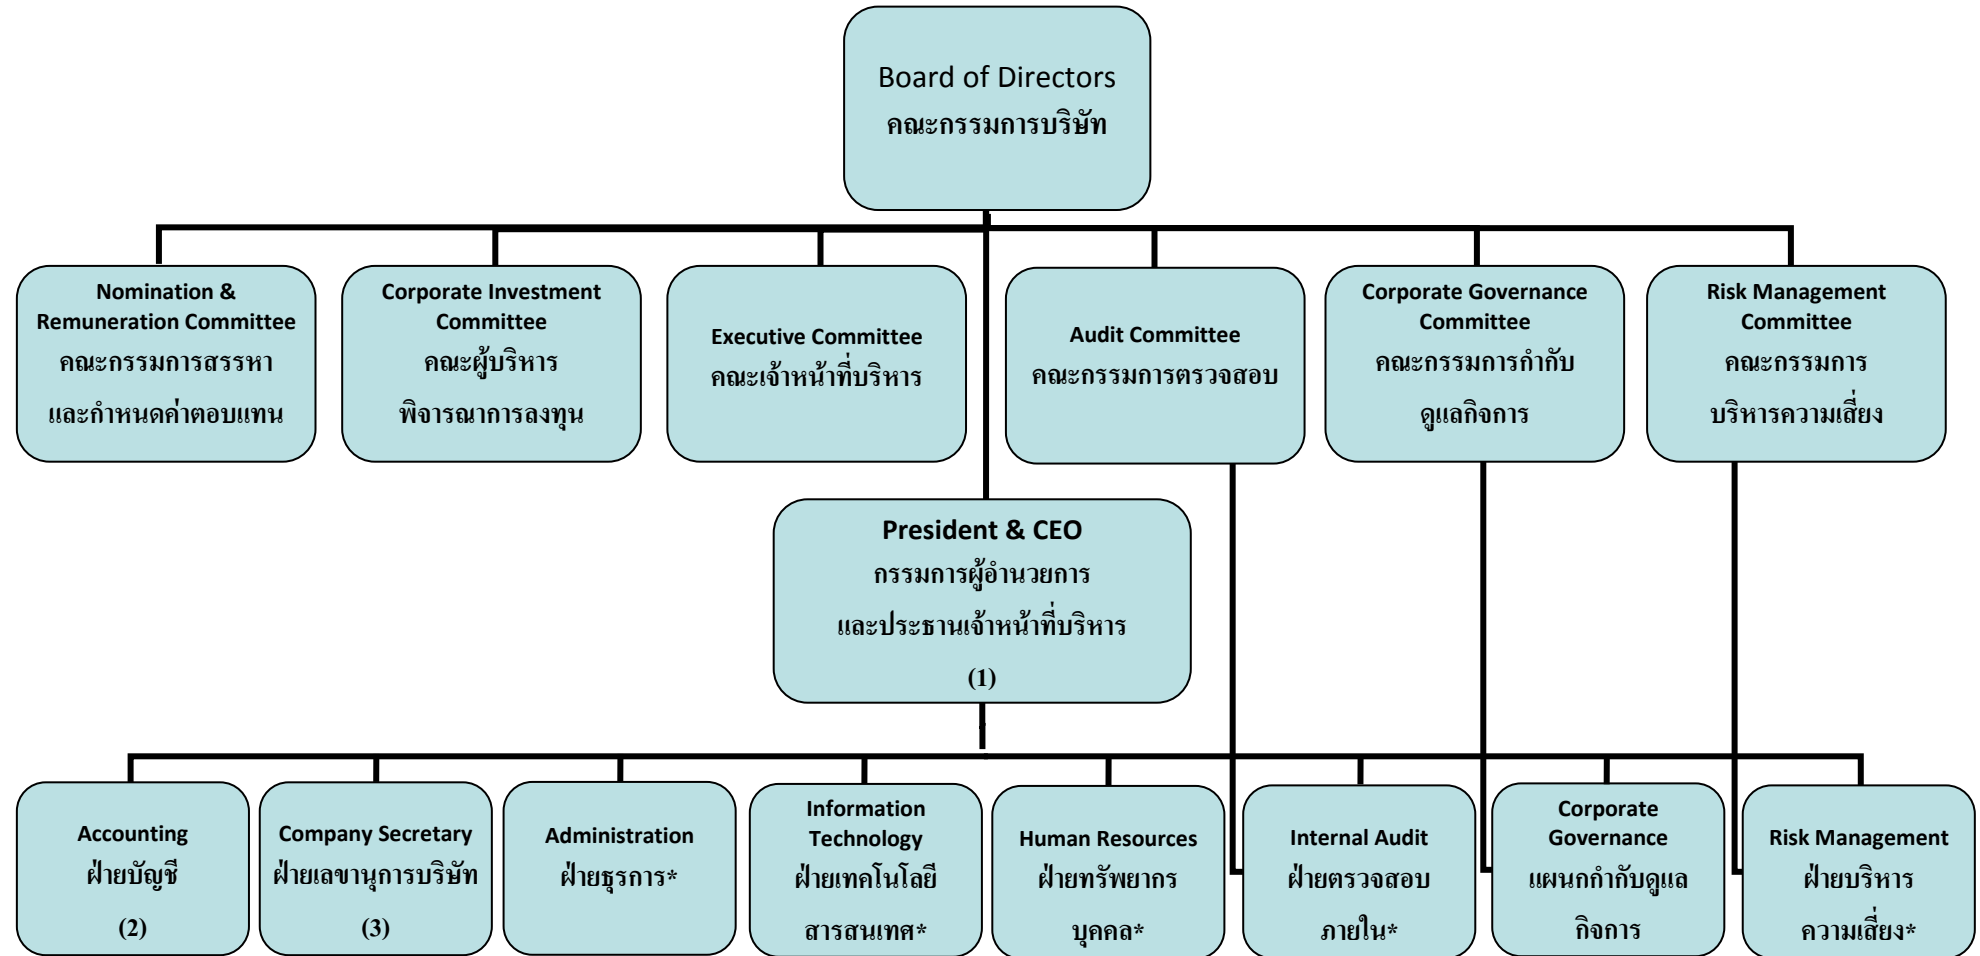 Board of Directors
คณะกรรมการบริษัท
Nomination &
Remuneration Committee
คณะกรรมการสรรหา
และกำหนดค่าตอบแทน
Corporate Investment
Committee
คณะผู้บริหาร
พิจารณาการลงทุน
Executive Committee
คณะเจ้าหน้าที่บริหาร
Audit Committee
คณะกรรมการตรวจสอบ
Corporate Governance
Committee
คณะกรรมการกำกับ
ดูแลกิจการ
Risk Management
Committee
คณะกรรมการ
บริหารความเสี่ยง
President & CEO
กรรมการผู้อำนวยการ
และประธานเจ้าหน้าที่บริหาร
(1)
Accounting
ฝ่ายบัญชี
(2)
Company Secretary
ฝ่ายเลขานุการบริษัท
(3)
Administration
ฝ่ายธุรการ*
Information
Technology
ฝ่ายเทคโนโลยี
สารสนเทศ*
Human Resources
ฝ่ายทรัพยากร
บุคคล*
Internal Audit
ฝ่ายตรวจสอบ
ภายใน*
Corporate
Governance
แผนกกำกับดูแล
กิจการ
Risk Management
ฝ่ายบริหาร
ความเสี่ยง*